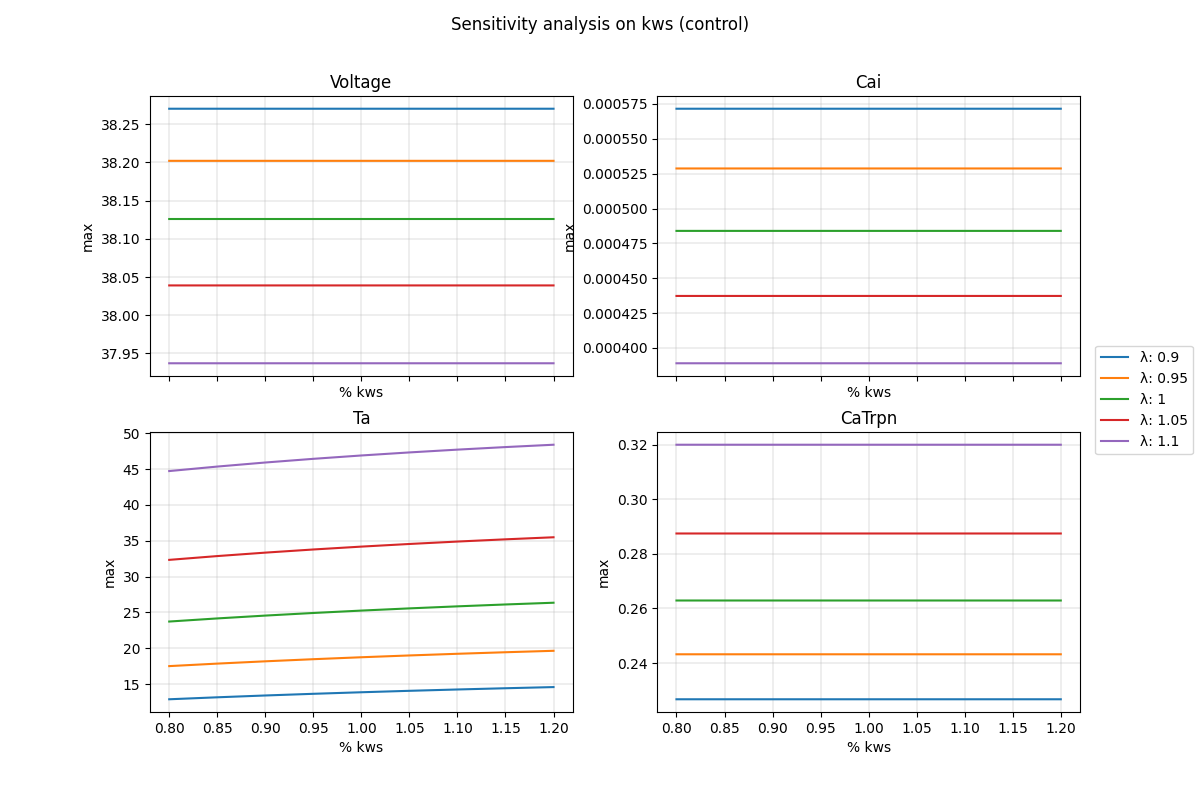 Sensitivity analysis on kws (control)
Voltage
38.25
38.20
38.15
38.10
38.05
38.00
37.95
max
% kws
Cai
0.000575
0.000550
0.000525
0.000500
0.000475
0.000450
0.000425
0.000400
max
% kws
λ: 0.9
λ: 0.95
λ: 1
λ: 1.05
λ: 1.1
Ta
50
45
40
35
30
25
20
15
max
0.80 0.85 0.90 0.95 1.00 1.05 1.10 1.15 1.20
% kws
CaTrpn
0.32
0.30
0.28
0.26
0.24
max
0.80 0.85 0.90 0.95 1.00 1.05 1.10 1.15 1.20
% kws